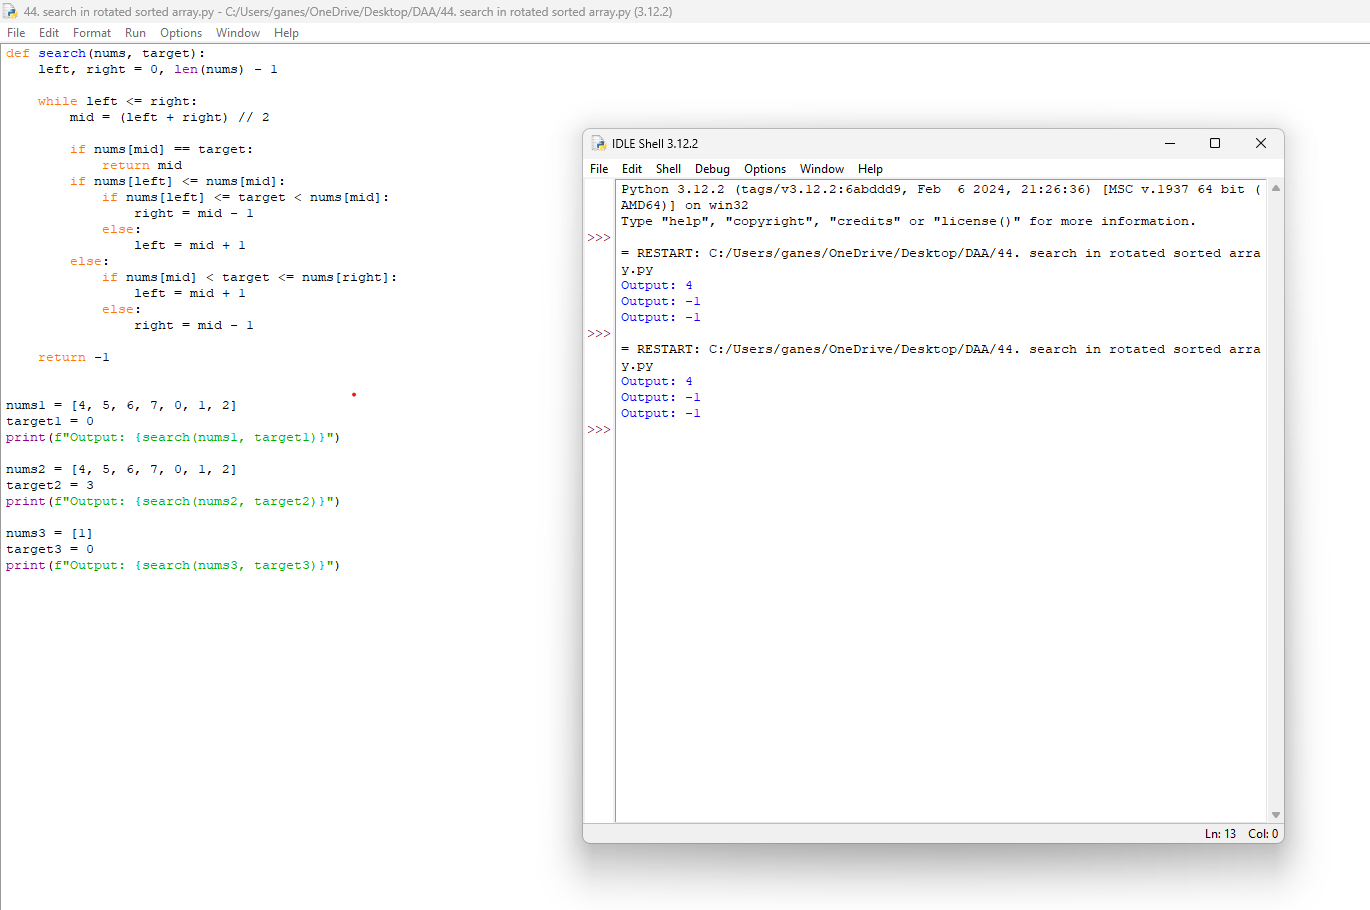 44. search in rotated sorted array.py - C:/Users/ganes/OneDrive/Desktop/DAA/44. search in rotated sorted array.py (3.12.2)
File Edit Format Run Options Window Help
def search(nums, target):
    left, right = 0, len(nums) - 1

    while left <= right:
        mid = (left + right) // 2

        if nums[mid] == target:
            return mid
        if nums[left] <= nums[mid]:
            if nums[left] <= target < nums[mid]:
                right = mid - 1
            else:
                left = mid + 1
        else:
            if nums[mid] < target <= nums[right]:
                left = mid + 1
            else:
                right = mid - 1

    return -1


nums1 = [4, 5, 6, 7, 0, 1, 2]
target1 = 0
print(f"Output: {search(nums1, target1)}")

nums2 = [4, 5, 6, 7, 0, 1, 2]
target2 = 3
print(f"Output: {search(nums2, target2)}")

nums3 = [1]
target3 = 0
print(f"Output: {search(nums3, target3)}")
IDLE Shell 3.12.2
File Edit Shell Debug Options Window Help
Python 3.12.2 (tags/v3.12.2:6abddd9, Feb  6 2024, 21:26:36) [MSC v.1937 64 bit (
AMD64)] on win32
Type "help", "copyright", "credits" or "license()" for more information.
>>>
= RESTART: C:/Users/ganes/OneDrive/Desktop/DAA/44. search in rotated sorted arra
y.py
Output: 4
Output: -1
Output: -1
>>>
= RESTART: C:/Users/ganes/OneDrive/Desktop/DAA/44. search in rotated sorted arra
y.py
Output: 4
Output: -1
Output: -1
>>>
Ln: 13 Col: 0